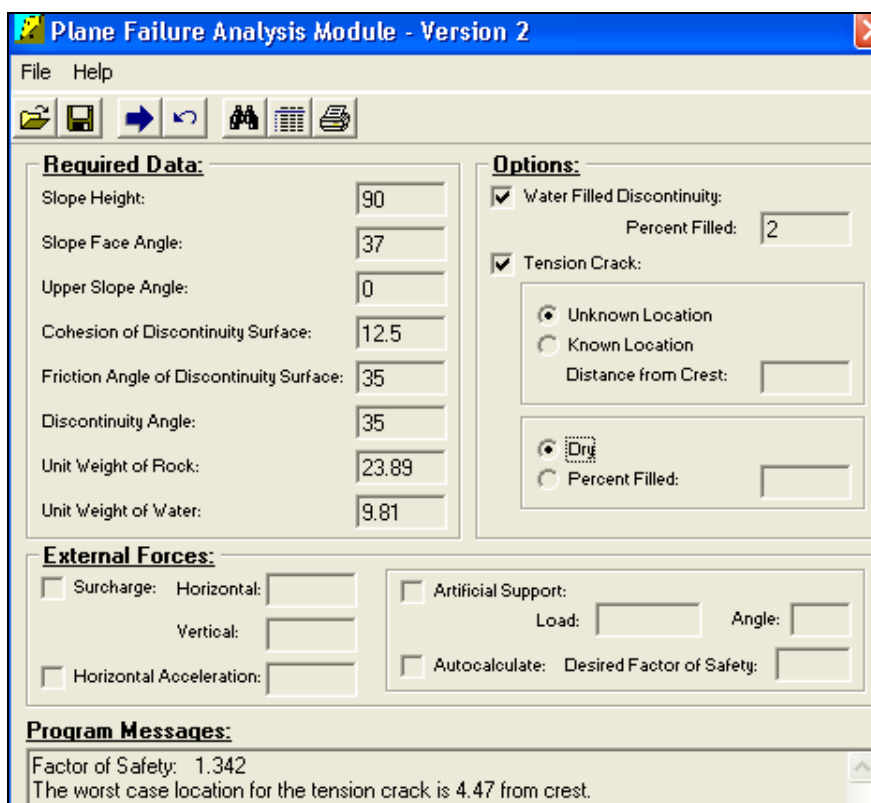 Plane Failure Analysis Module - Version 2
File Help
Required Data:
Slope Height: 90
Slope Face Angle: 37
Upper Slope Angle: 0
Cohesion of Discontinuity Surface: 12.5
Friction Angle of Discontinuity Surface: 35
Discontinuity Angle: 35
Unit Weight of Rock: 23.89
Unit Weight of Water: 9.81
Options:
Water Filled Discontinuity:
Percent Filled: 2
Tension Crack:
Unknown Location
Known Location
Distance from Crest:
Dry
Percent Filled:
External Forces:
Surcharge: Horizontal:
Vertical:
Horizontal Acceleration:
Artificial Support:
Load: Angle:
Autocalculate: Desired Factor of Safety:
Program Messages:
Factor of Safety: 1.342
The worst case location for the tension crack is 4.47 from crest.